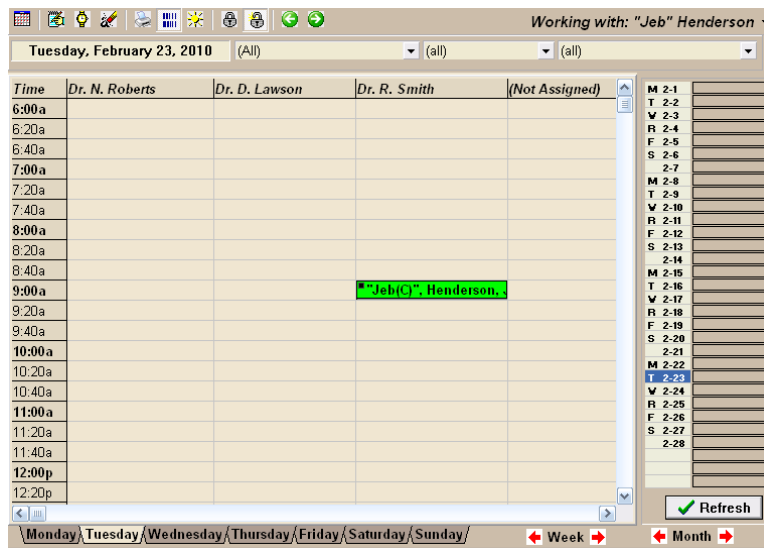 Working with: "Jeb" Henderson
Tuesday, February 23, 2010 (All) (all) (all)
Time Dr. N. Roberts Dr. D. Lawson Dr. R. Smith (Not Assigned)
6:00a
6:20a
6:40a
7:00a
7:20a
7:40a
8:00a
8:20a
8:40a
9:00a "Jeb(C)", Henderson,
9:20a
9:40a
10:00a
10:20a
10:40a
11:00a
11:20a
11:40a
12:00p
12:20p
M 2-1
T 2-2
W 2-3
R 2-4
F 2-5
S 2-6
2-7
M 2-8
T 2-9
W 2-10
R 2-11
F 2-12
S 2-13
2-14
M 2-15
T 2-16
W 2-17
R 2-18
F 2-19
S 2-20
2-21
M 2-22
T 2-23
W 2-24
R 2-25
F 2-26
S 2-27
2-28
Refresh
Monday Tuesday Wednesday Thursday Friday Saturday Sunday Week Month